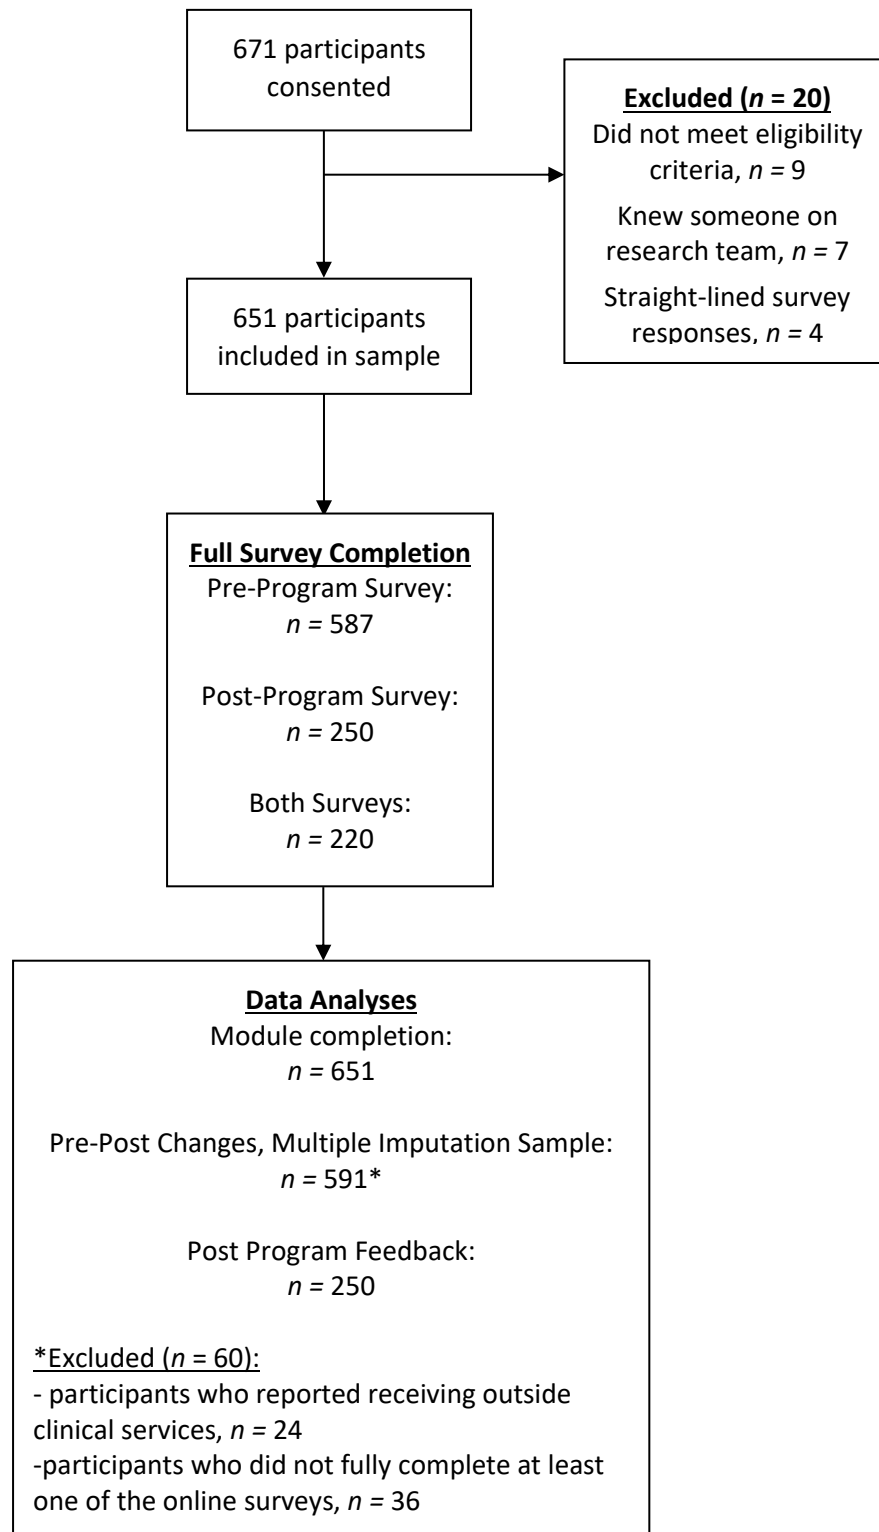 671 participants
consented
Excluded (n = 20)
Did not meet eligibility
criteria, n = 9
Knew someone on
research team, n = 7
Straight-lined survey
responses, n = 4
651 participants
included in sample
Full Survey Completion
Pre-Program Survey:
n = 587
Post-Program Survey:
n = 250
Both Surveys:
n = 220
Data Analyses
Module completion:
n = 651
Pre-Post Changes, Multiple Imputation Sample:
n = 591*
Post Program Feedback:
n = 250
*Excluded (n = 60):
- participants who reported receiving outside
clinical services, n = 24
-participants who did not fully complete at least
one of the online surveys, n = 36